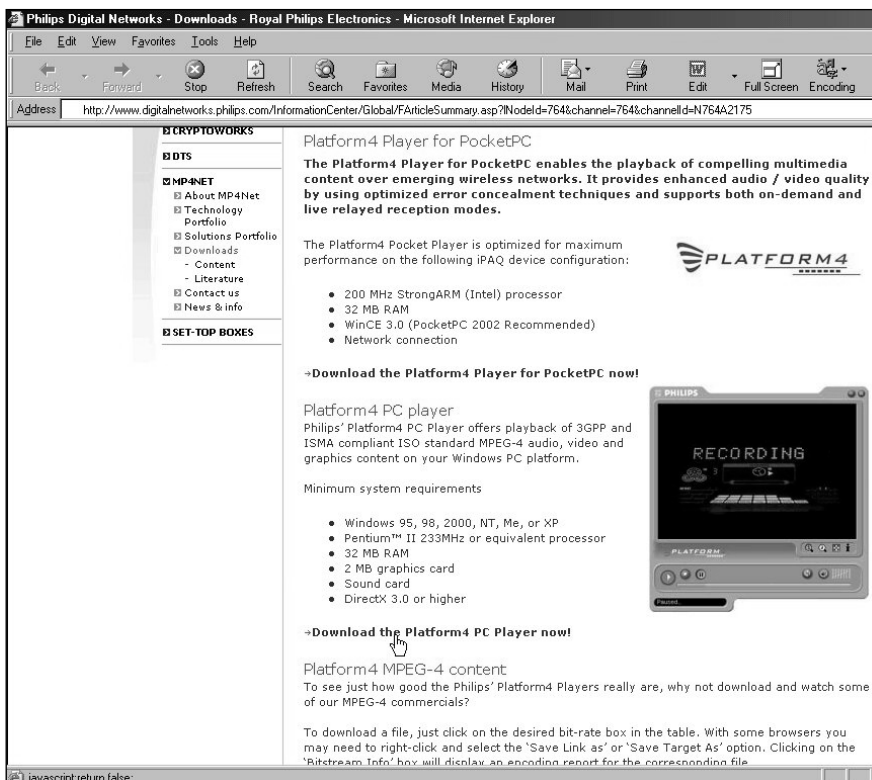 Philips Digital Networks - Downloads - Royal Philips Electronics - Microsoft Internet Explorer
File Edit View Favorites Tools Help
Back Forward Stop Refresh Search Favorites Media History Mail Print Edit Full Screen Encoding
Address http://www.digitalnetworks.philips.com/InformationCenter/Global/FArticleSummary.asp?lNodeId=764&channel=764&channelId=N764A2175
CRYPTOWORKS
DTS
MP4NET
About MP4Net
Technology
Portfolio
Solutions Portfolio
Downloads
- Content
- Literature
Contact us
News & info
SET-TOP BOXES
Platform4 Player for PocketPC
The Platform4 Player for PocketPC enables the playback of compelling multimedia
content over emerging wireless networks. It provides enhanced audio / video quality
by using optimized error concealment techniques and supports both on-demand and
live relayed reception modes.
The Platform4 Pocket Player is optimized for maximum
performance on the following iPAQ device configuration:
PLATFORM4
• 200 MHz StrongARM (Intel) processor
• 32 MB RAM
• WinCE 3.0 (PocketPC 2002 Recommended)
• Network connection
→Download the Platform4 Player for PocketPC now!
Platform4 PC player
Philips' Platform4 PC Player offers playback of 3GPP and
ISMA compliant ISO standard MPEG-4 audio, video and
graphics content on your Windows PC platform.
Minimum system requirements
• Windows 95, 98, 2000, NT, Me, or XP
• Pentium™ II 233MHz or equivalent processor
• 32 MB RAM
• 2 MB graphics card
• Sound card
• DirectX 3.0 or higher
PHILIPS
RECORDING
PLATFORM
Paused.
→Download the Platform4 PC Player now!
Platform4 MPEG-4 content
To see just how good the Philips' Platform4 Players really are, why not download and watch some
of our MPEG-4 commercials?
To download a file, just click on the desired bit-rate box in the table. With some browsers you
may need to right-click and select the 'Save Link as' or 'Save Target As' option. Clicking on the
'Bitstream Info' box will display an encoding report for the corresponding file.
javascript:return false;